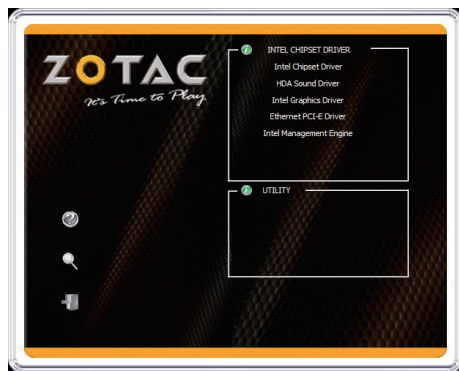 ZOTAC
It's Time to Play
INTEL CHIPSET DRIVER
Intel Chipset Driver
HDA Sound Driver
Intel Graphics Driver
Ethernet PCI-E Driver
Intel Management Engine
UTILITY